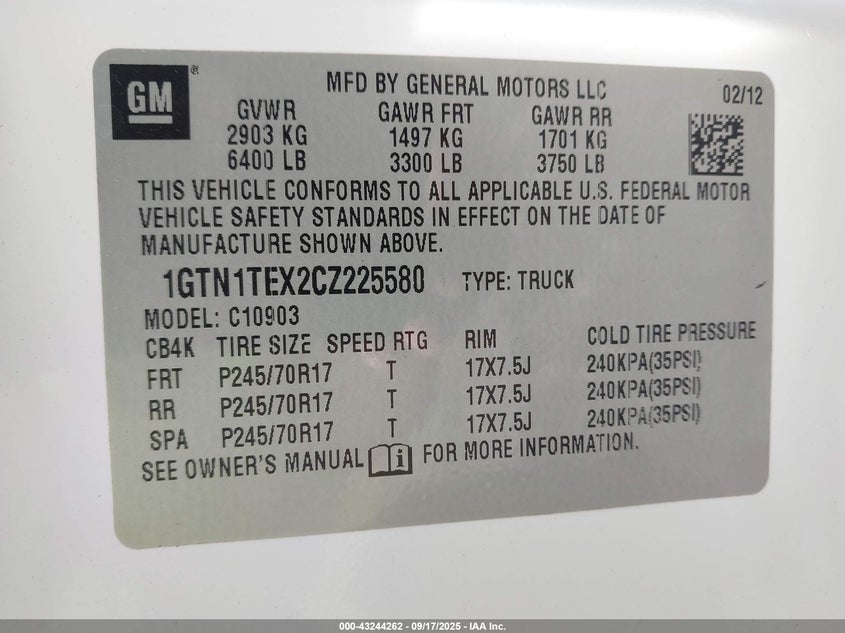 GM®
MFD BY GENERAL MOTORS LLC
02/12
GVWR GAWR FRT GAWR RR
2903 KG 1497 KG 1701 KG
6400 LB 3300 LB 3750 LB
THIS VEHICLE CONFORMS TO ALL APPLICABLE U.S. FEDERAL MOTOR
VEHICLE SAFETY STANDARDS IN EFFECT ON THE DATE OF
MANUFACTURE SHOWN ABOVE.
1GTN1TEX2CZ225580 TYPE: TRUCK
MODEL: C10903
CB4K TIRE SIZE SPEED RTG RIM COLD TIRE PRESSURE
FRT P245/70R17 T 17X7.5J 240KPA(35PSI)
RR P245/70R17 T 17X7.5J 240KPA(35PSI)
SPA P245/70R17 T 17X7.5J 240KPA(35PSI)
SEE OWNER'S MANUAL i FOR MORE INFORMATION.
000-43244262 - 09/17/2025 - IAA Inc.